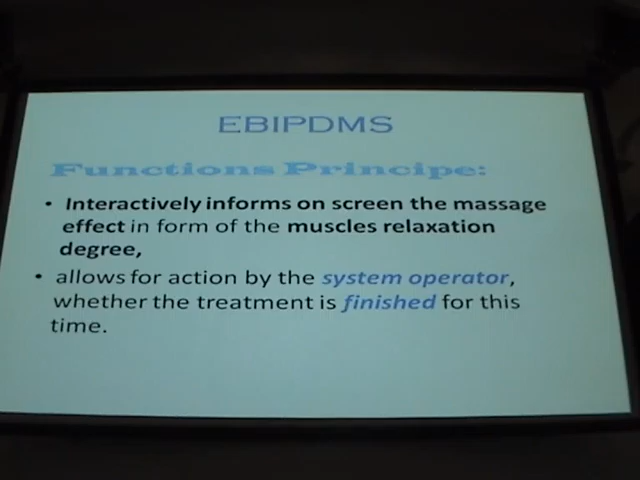 EBIPDMS
Functions Principe:
• Interactively informs on screen the massage
effect in form of the muscles relaxation
degree,
• allows for action by the system operator,
whether the treatment is finished for this
time.